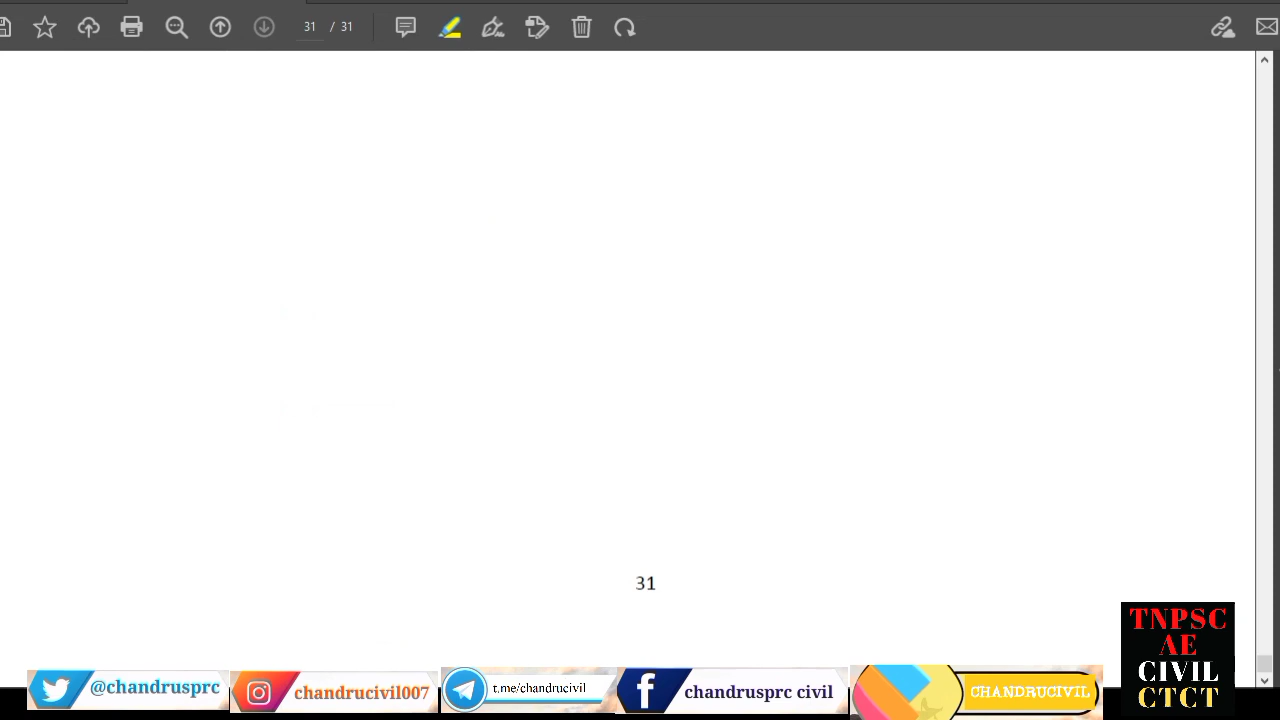 31 / 31
31
TNPSC
AE
CIVIL
CTCT
@chandrusprc
chandrucivil007
t.me/chandrucivil
chandrusprc civil
CHANDRUCIVIL